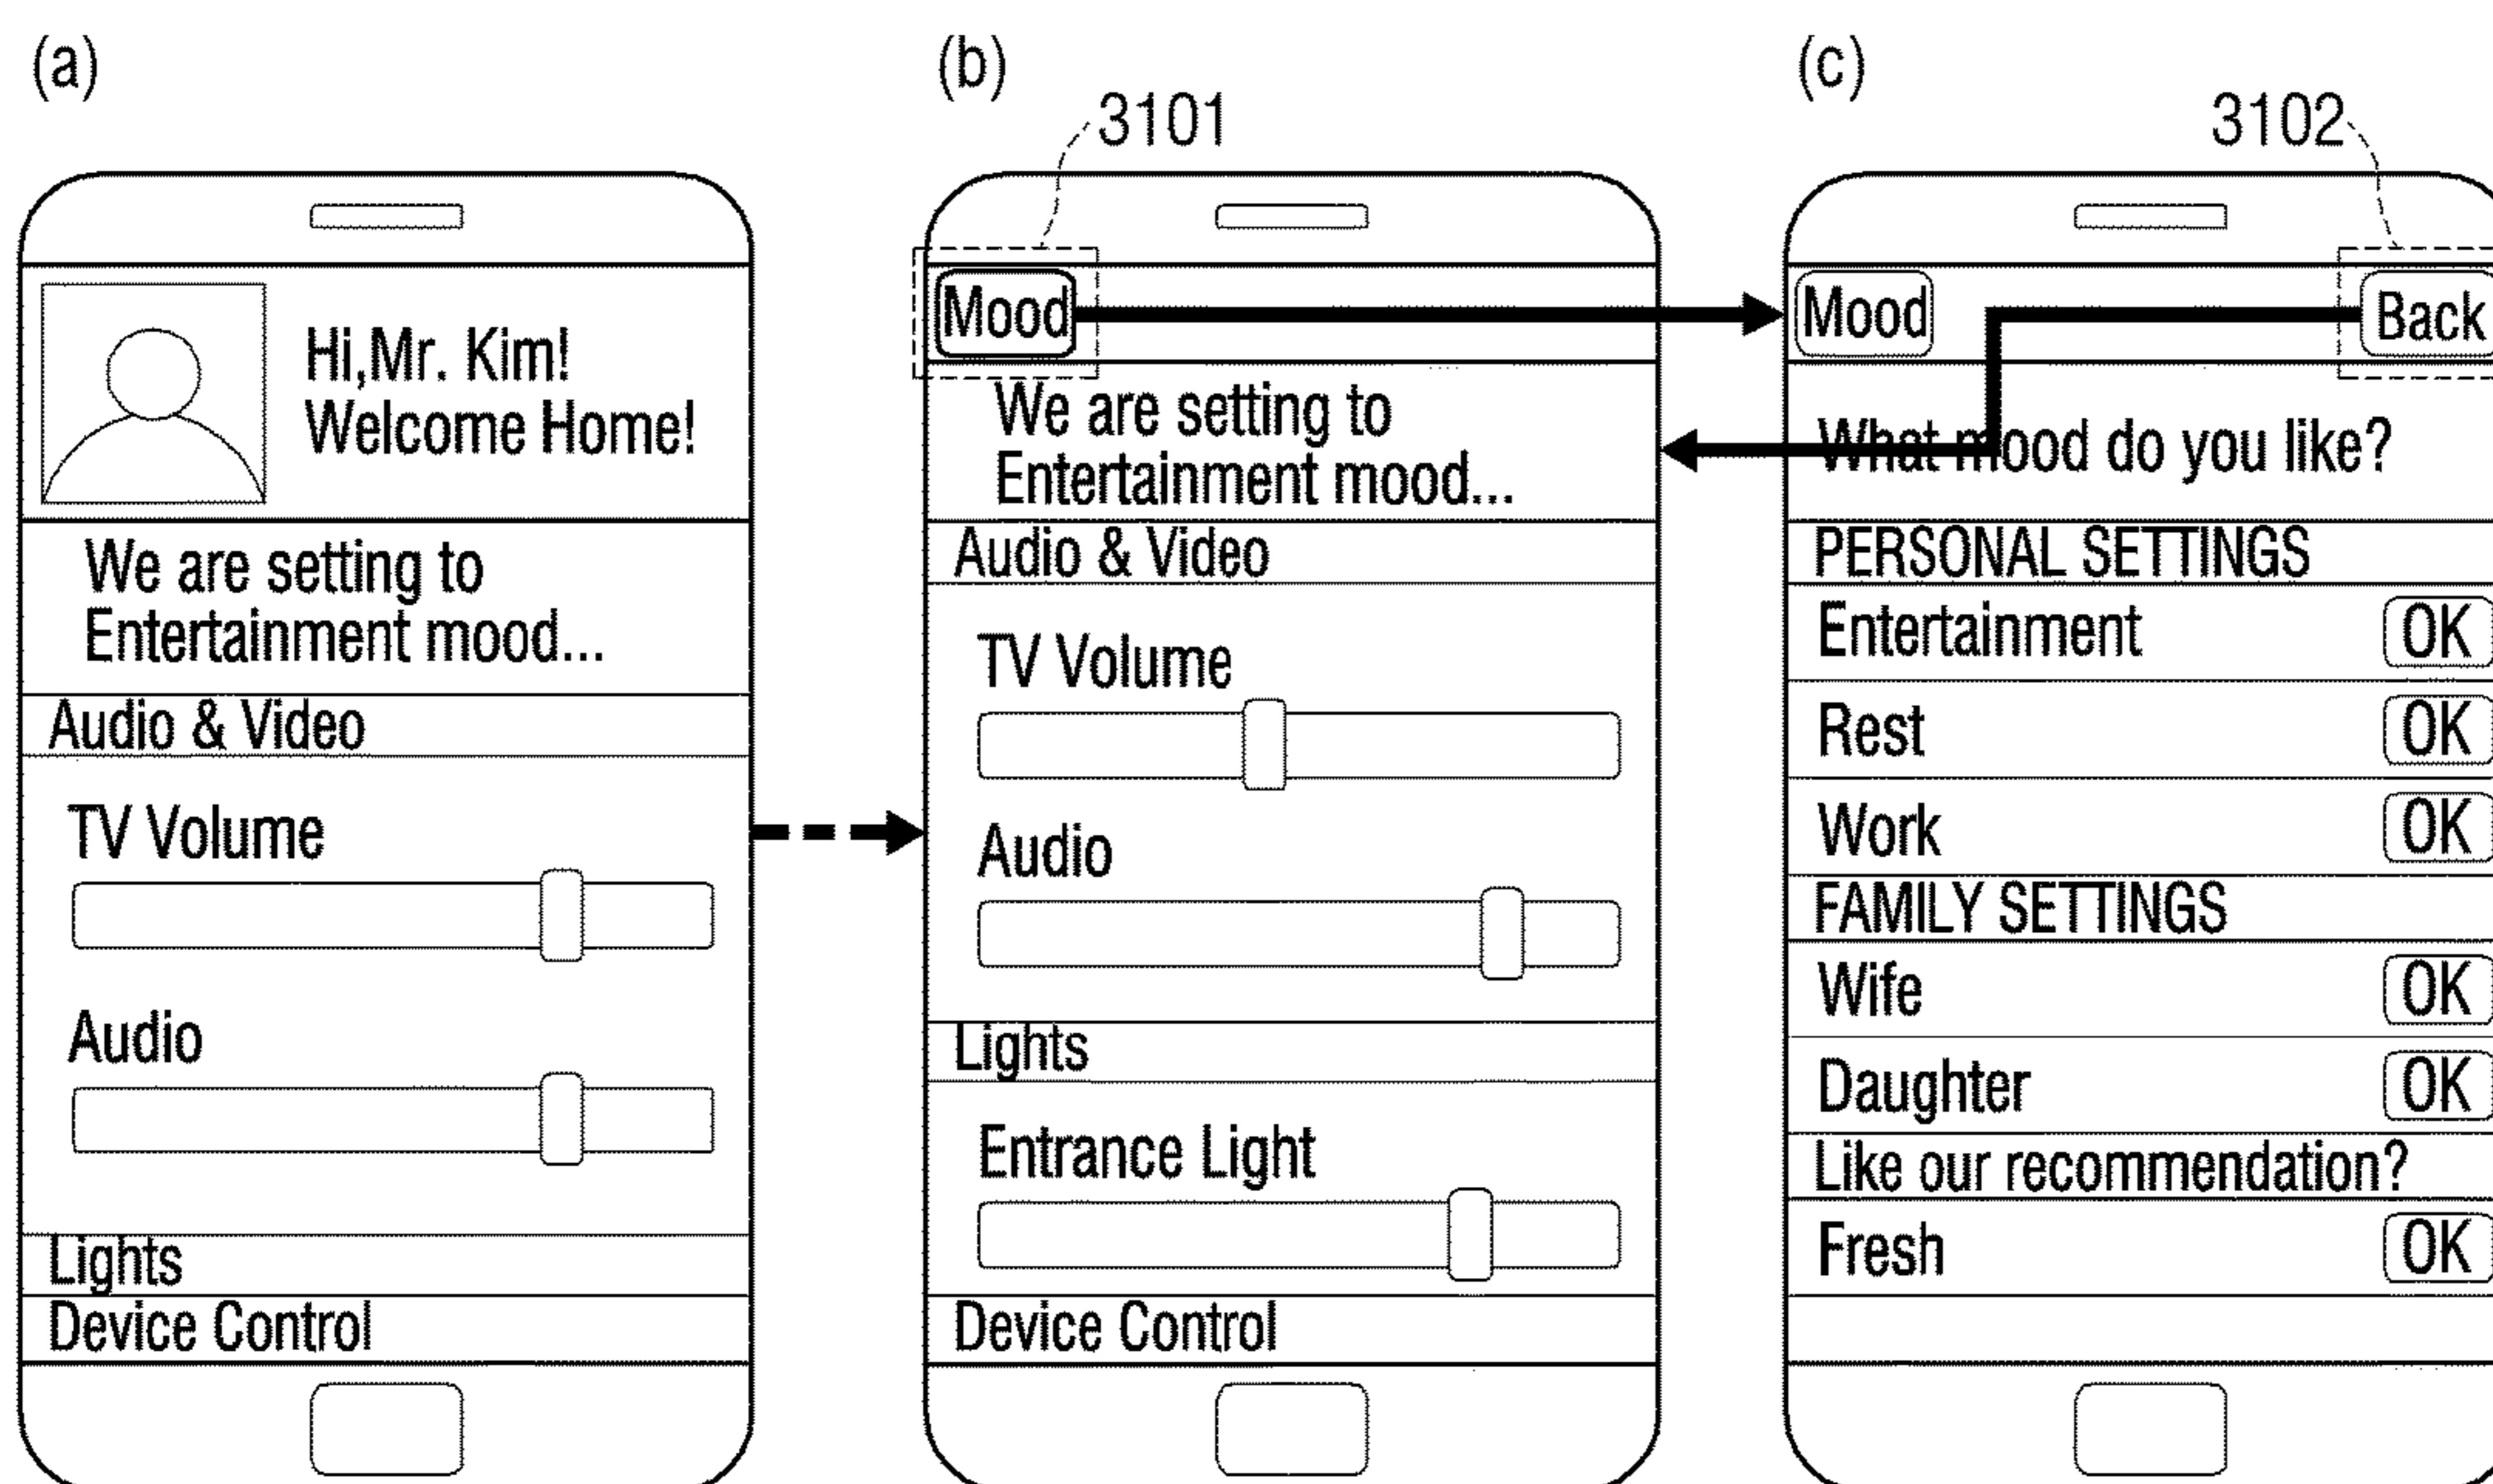 (a)
Hi,Mr. Kim!
Welcome Home!
We are setting to
Entertainment mood...
Audio & Video
TV Volume
Audio
Lights
Device Control
(b)
3101
Mood
We are setting to
Entertainment mood...
Audio & Video
TV Volume
Audio
Lights
Entrance Light
Device Control
(c)
3102
Mood
Back
What mood do you like?
PERSONAL SETTINGS
Entertainment OK
Rest OK
Work OK
FAMILY SETTINGS
Wife OK
Daughter OK
Like our recommendation?
Fresh OK